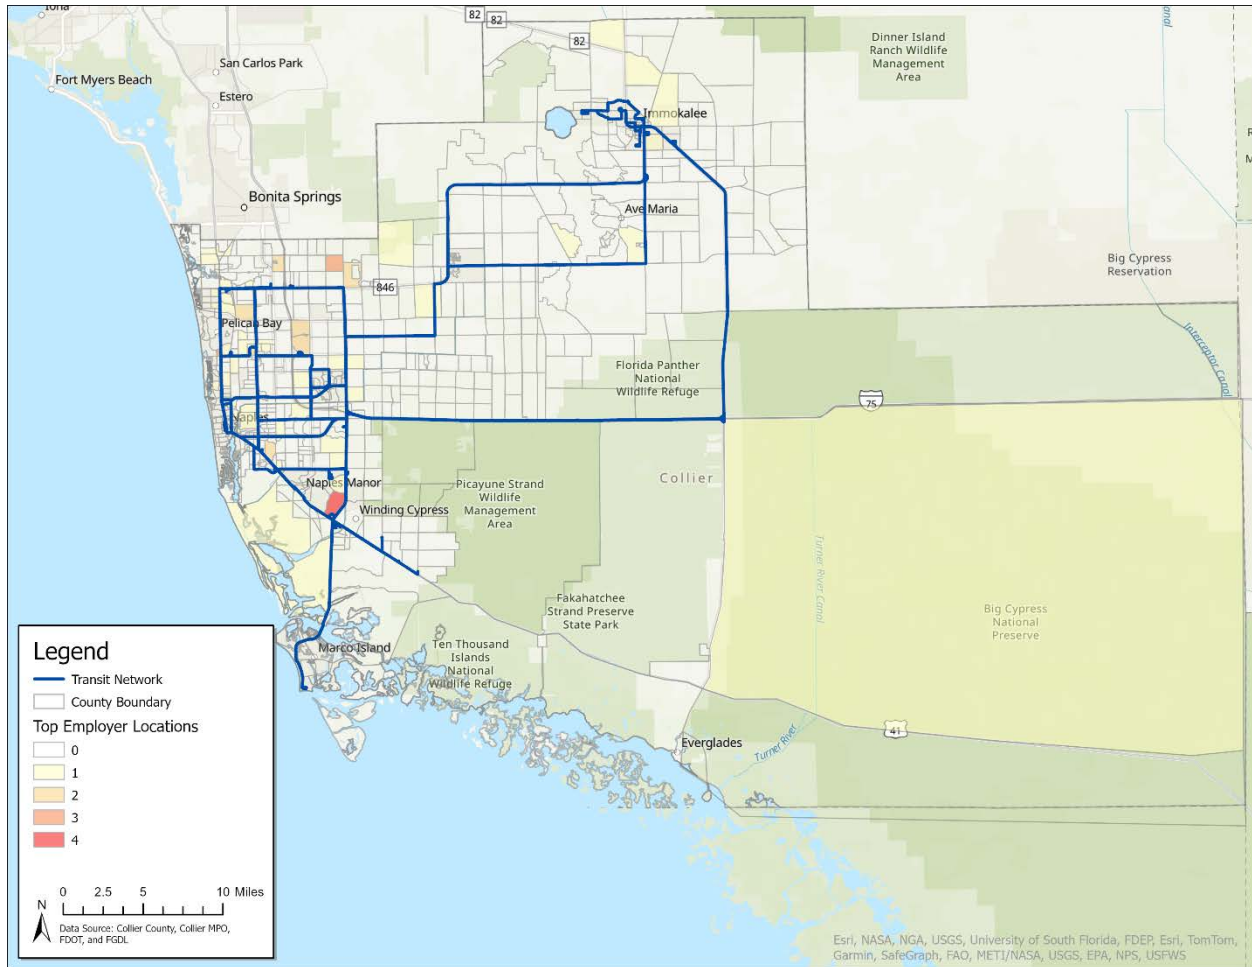 Iona
82
82
82
Dinner Island
Ranch Wildlife
Management
Area
San Carlos Park
Fort Myers Beach
Estero
Immokalee
Bonita Springs
Ave Maria
Big Cypress
Reservation
846
Pelican Bay
Interceptor Canal
Florida Panther
National
Wildlife Refuge
75
Naples
Collier
Naples Manor
Picayune Strand
Wildlife
Management
Area
Winding Cypress
Turner River Canal
Fakahatchee
Strand Preserve
State Park
Big Cypress
National
Preserve
Marco Island
Ten Thousand
Islands
National
Wildlife Refuge
41
Everglades
Turner River
Legend
Transit Network
County Boundary
Top Employer Locations
0
1
2
3
4
0 2.5 5 10 Miles
N
Data Source: Collier County, Collier MPO,
FDOT, and FGDL
Esri, NASA, NGA, USGS, University of South Florida, FDEP, Esri, TomTom,
Garmin, SafeGraph, FAO, METI/NASA, USGS, EPA, NPS, USFWS